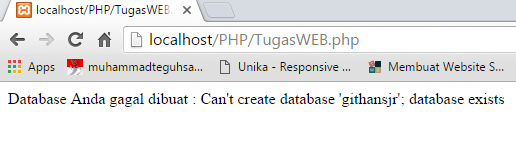 localhost/PHP/TugasWEB.
localhost/PHP/TugasWEB.php
Apps muhammadteguhsa... Unika - Responsive ... Membuat Website S...
Database Anda gagal dibuat : Can't create database 'githansjr'; database exists